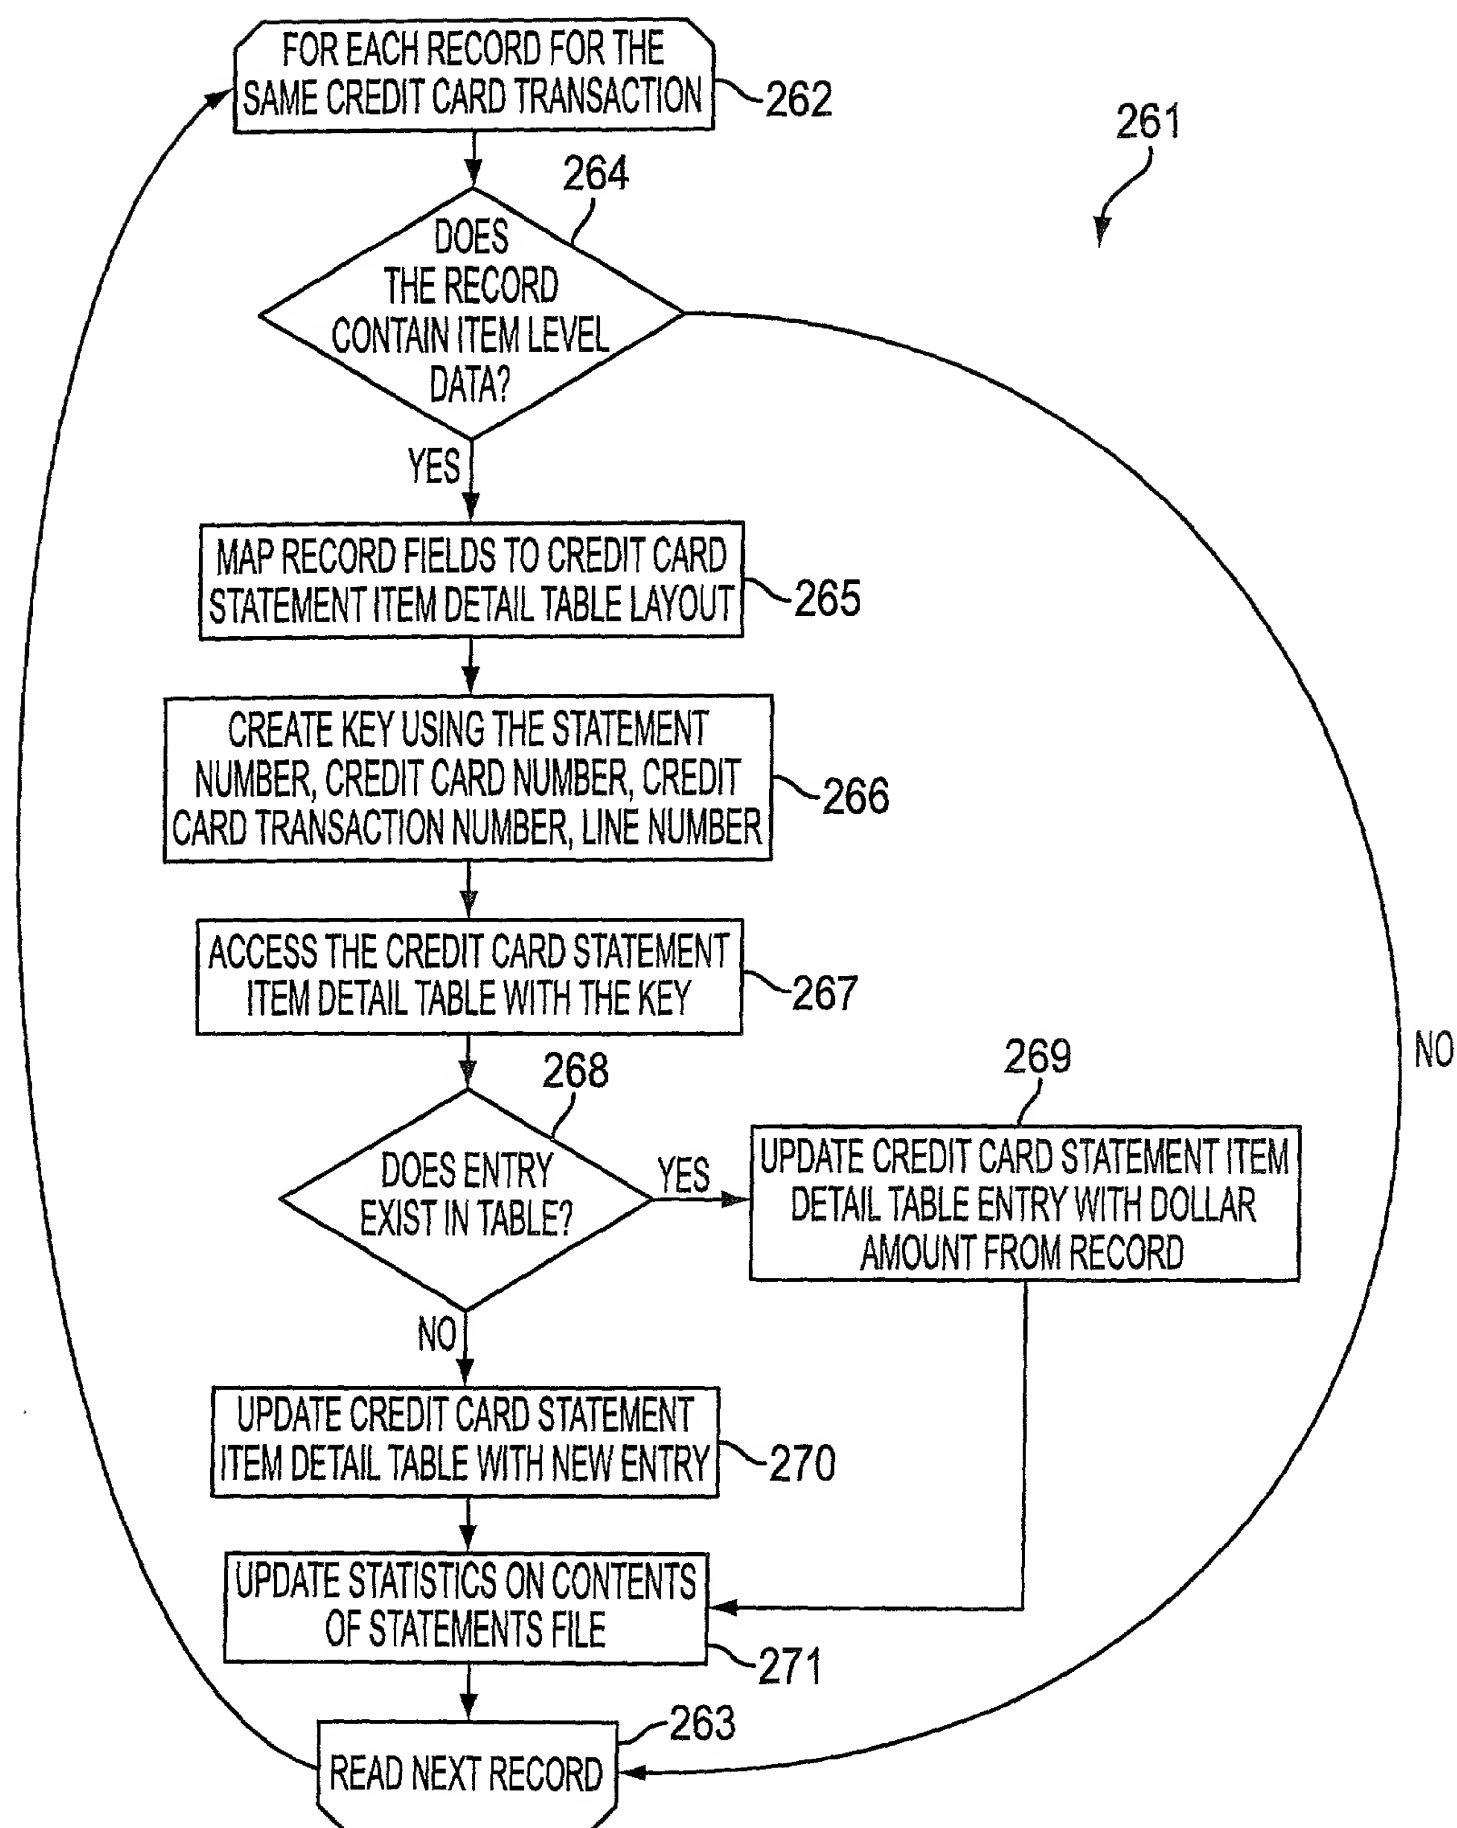 FOR EACH RECORD FOR THE
SAME CREDIT CARD TRANSACTION
262
261
264
DOES
THE RECORD
CONTAIN ITEM LEVEL
DATA?
YES
MAP RECORD FIELDS TO CREDIT CARD
STATEMENT ITEM DETAIL TABLE LAYOUT
265
CREATE KEY USING THE STATEMENT
NUMBER, CREDIT CARD NUMBER, CREDIT
CARD TRANSACTION NUMBER, LINE NUMBER
266
ACCESS THE CREDIT CARD STATEMENT
ITEM DETAIL TABLE WITH THE KEY
267
NO
268
DOES ENTRY
EXIST IN TABLE?
YES
269
UPDATE CREDIT CARD STATEMENT ITEM
DETAIL TABLE ENTRY WITH DOLLAR
AMOUNT FROM RECORD
NO
UPDATE CREDIT CARD STATEMENT
ITEM DETAIL TABLE WITH NEW ENTRY
270
UPDATE STATISTICS ON CONTENTS
OF STATEMENTS FILE
271
263
READ NEXT RECORD